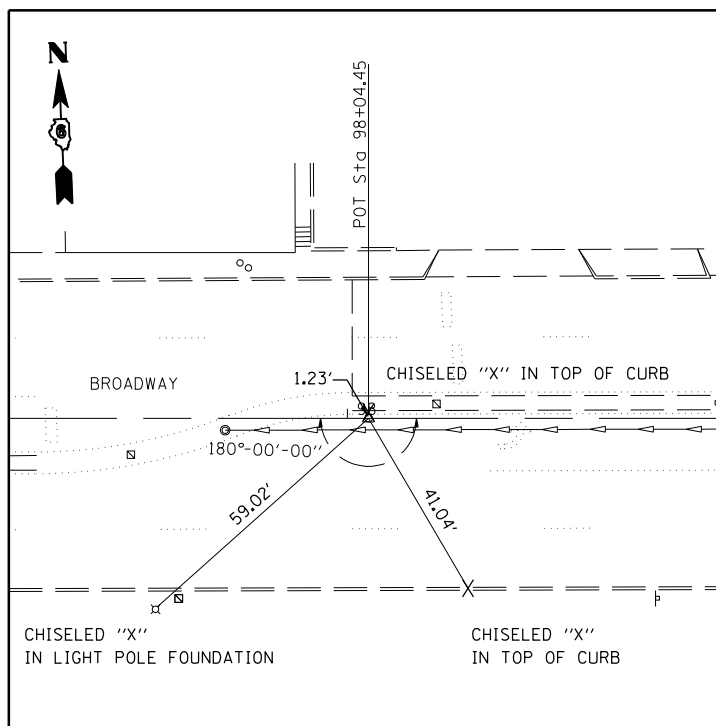 N
6
POT Sta 98+04.45
CHISELED "X" IN TOP OF CURB
1.23'
BROADWAY
180°-00'-00"
59.02'
41.04'
CHISELED "X"
IN LIGHT POLE FOUNDATION
CHISELED "X"
IN TOP OF CURB